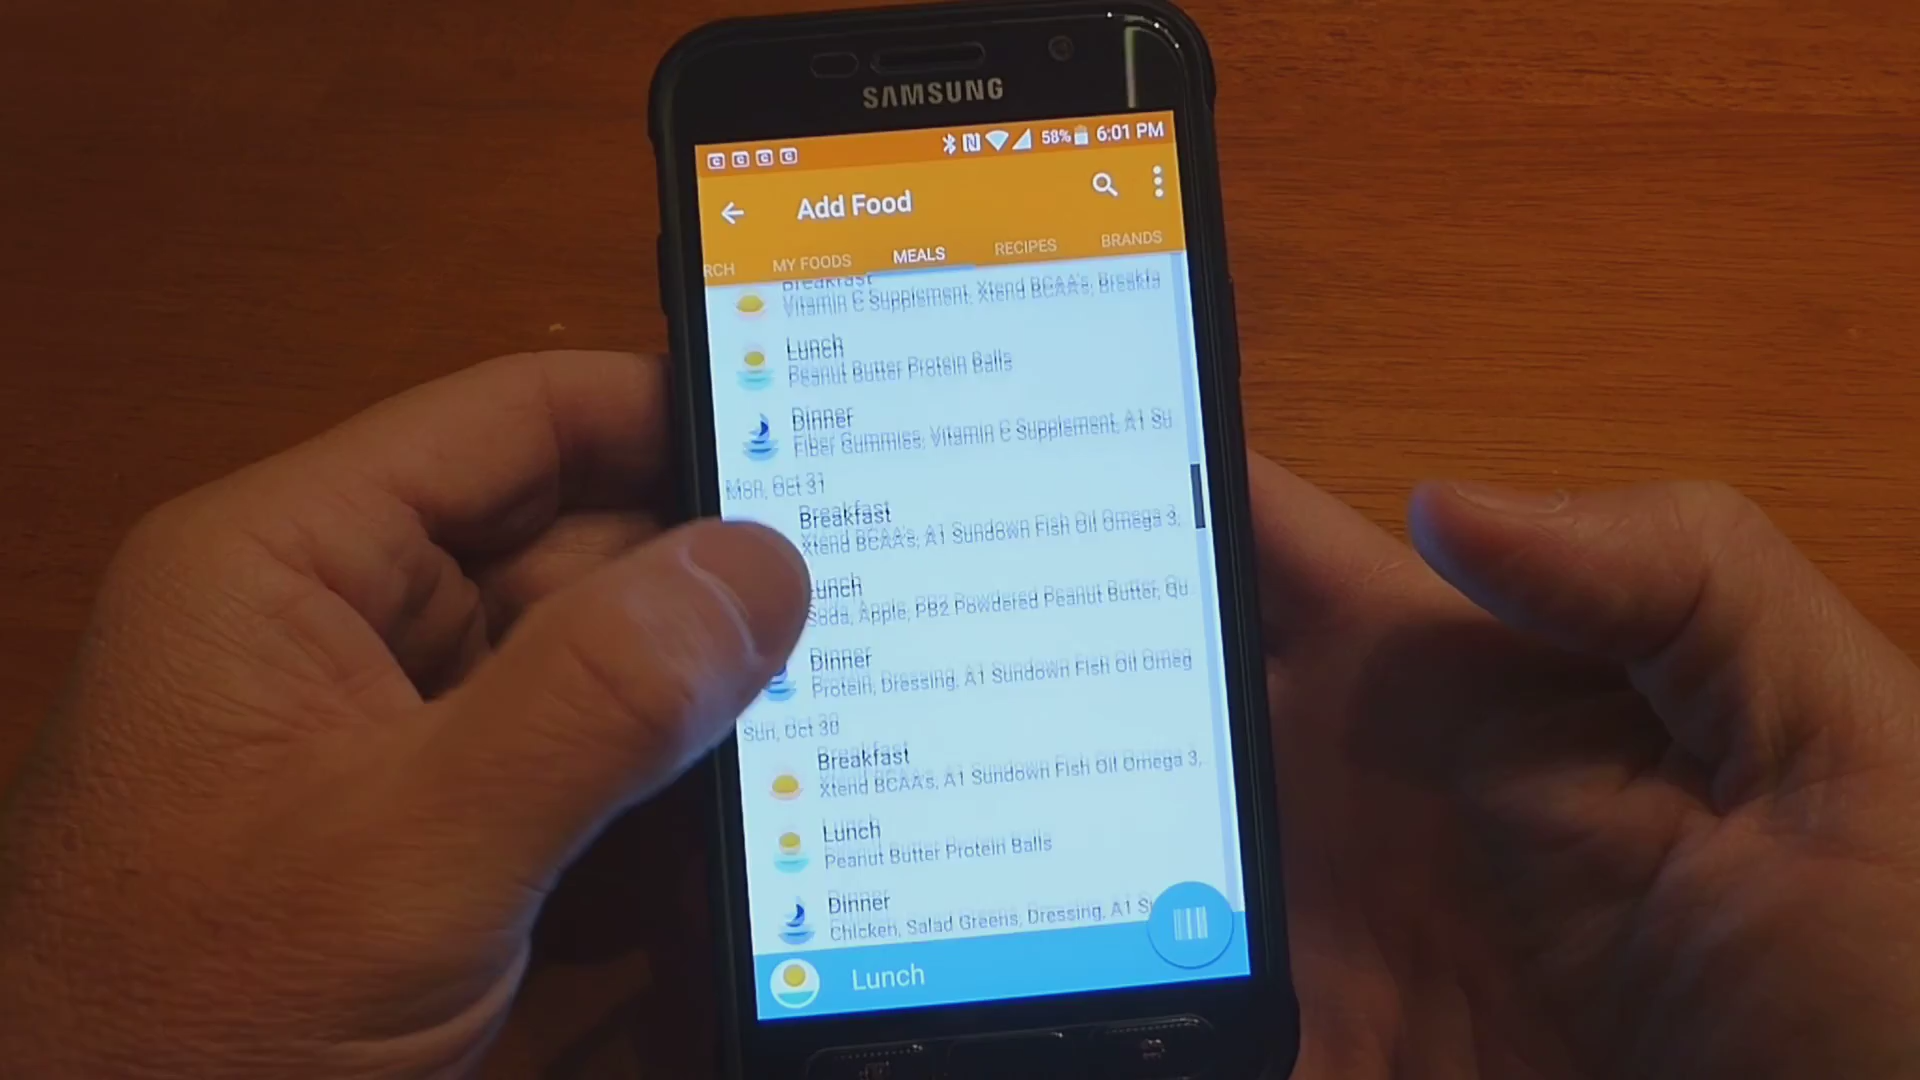 SAMSUNG
58% 6:01 PM
Add Food
RCH MY FOODS MEALS RECIPES BRANDS
Breakfast
Vitamin C Supplement, Xtend BCAA's, Breakfa
Lunch
Peanut Butter Protein Balls
Dinner
Fiber Gummies, Vitamin C Supplement, A1 Su
Mon, Oct 31
Breakfast
Xtend BCAA's, A1 Sundown Fish Oil Omega 3,
Lunch
Soda, Apple, PB2 Powdered Peanut Butter, Qu
Dinner
Protein, Dressing, A1 Sundown Fish Oil Omeg
Sun, Oct 30
Breakfast
Xtend BCAA's, A1 Sundown Fish Oil Omega 3,
Lunch
Peanut Butter Protein Balls
Dinner
Chicken, Salad Greens, Dressing, A1 S
Lunch